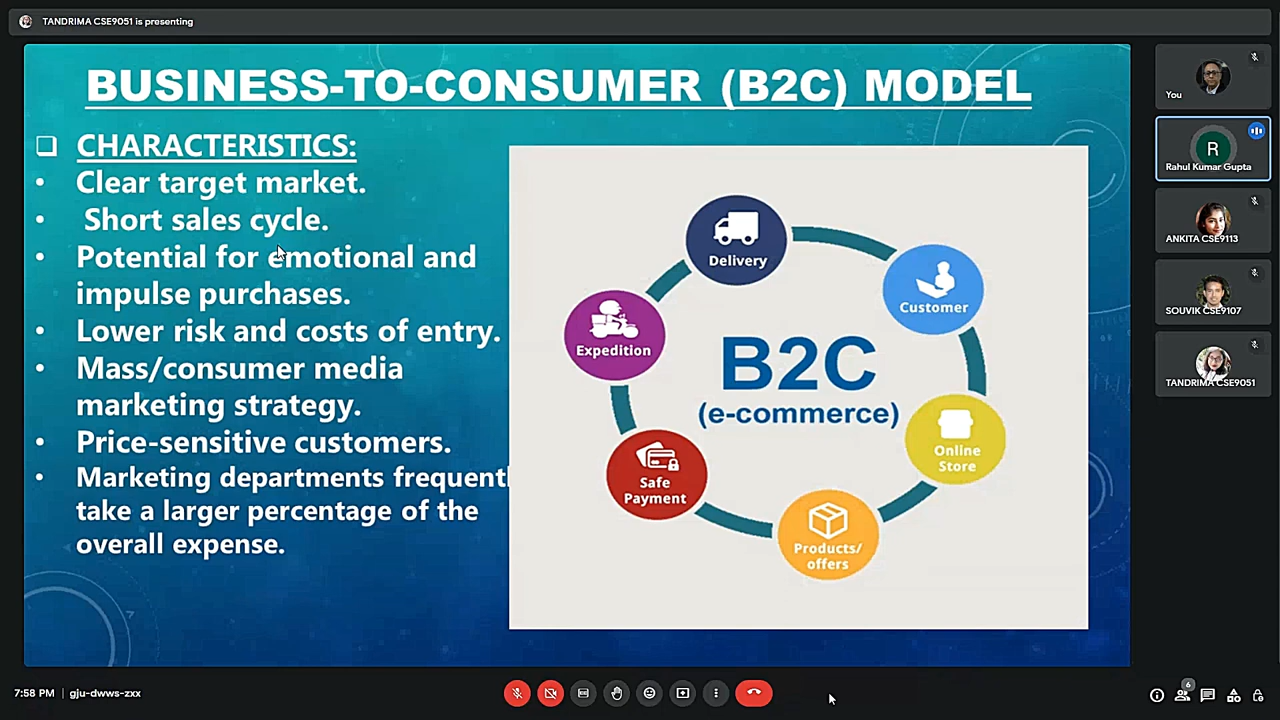 TANDRIMA CSE9051 is presenting
BUSINESS-TO-CONSUMER (B2C) MODEL
❑ CHARACTERISTICS:
• Clear target market.
• Short sales cycle.
• Potential for emotional and
impulse purchases.
• Lower risk and costs of entry.
• Mass/consumer media
marketing strategy.
• Price-sensitive customers.
• Marketing departments frequentl
take a larger percentage of the
overall expense.
Delivery
Customer
Expedition
B2C
(e-commerce)
Online
Store
Safe
Payment
Products/
offers
You
R
Rahul Kumar Gupta
ANKITA CSE9113
SOUVIK CSE9107
TANDRIMA CSE9051
7:58 PM | gju-dwws-zxx
6